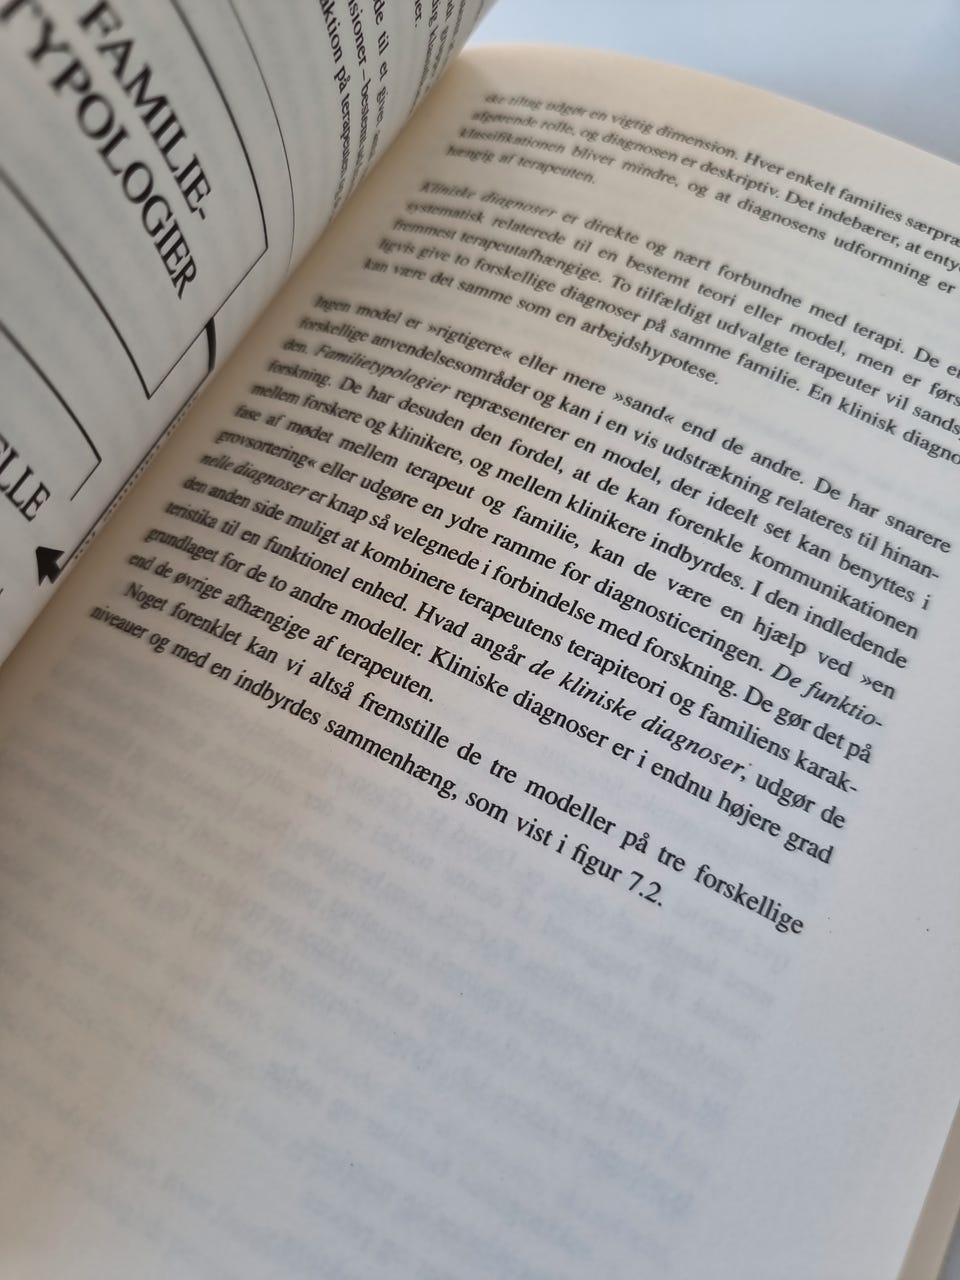 FAMILIE-
TYPOLOGIER
ELLE
de til et give
sioner – bestemt
aktion på terapeuten
ske tiltag udgør en vigtig dimension. Hver enkelt families særpræ
afgørende rolle, og diagnosen er deskriptiv. Det indebærer, at enty
klassifikationen bliver mindre, og at diagnosens udformning er
hængig af terapeuten.
Kliniske diagnoser er direkte og nært forbundne med terapi. De er
systematisk relaterede til en bestemt teori eller model, men er førs
fremmest terapeutafhængige. To tilfældigt udvalgte terapeuter vil sands
ligvis give to forskellige diagnoser på samme familie. En klinisk diagno
kan være det samme som en arbejdshypotese.
Ingen model er »rigtigere« eller mere »sand« end de andre. De har snarere
forskellige anvendelsesområder og kan i en vis udstrækning relateres til hinan-
den. Familietypologier repræsenterer en model, der ideelt set kan benyttes i
forskning. De har desuden den fordel, at de kan forenkle kommunikationen
mellem forskere og klinikere, og mellem klinikere indbyrdes. I den indledende
fase af mødet mellem terapeut og familie, kan de være en hjælp ved »en
grovsortering« eller udgøre en ydre ramme for diagnosticeringen. De funktio-
nelle diagnoser er knap så velegnede i forbindelse med forskning. De gør det på
den anden side muligt at kombinere terapeutens terapiteori og familiens karak-
teristika til en funktionel enhed. Hvad angår de kliniske diagnoser, udgør de
grundlaget for de to andre modeller. Kliniske diagnoser er i endnu højere grad
end de øvrige afhængige af terapeuten.
Noget forenklet kan vi altså fremstille de tre modeller på tre forskellige
niveauer og med en indbyrdes sammenhæng, som vist i figur 7.2.